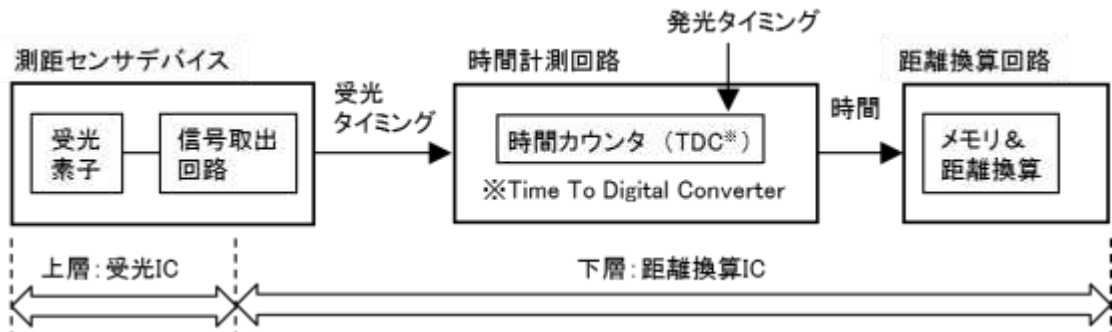 発光タイミング
測距センサデバイス
時間計測回路
距離換算回路
受光
タイミング
時間
受光
素子
信号取出
回路
時間カウンタ（TDC※）
※Time To Digital Converter
メモリ&
距離換算
上層：受光IC
下層：距離換算IC